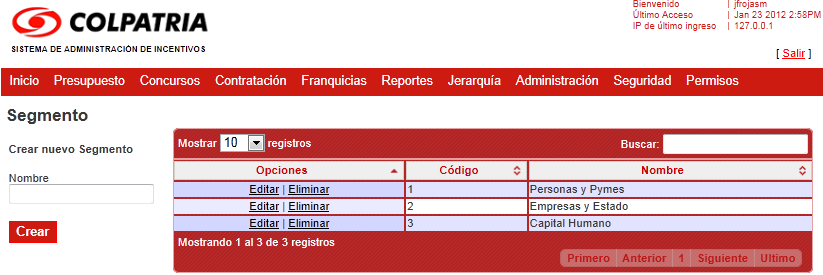 COLPATRIA
SISTEMA DE ADMINISTRACIÓN DE INCENTIVOS
Bienvenido | jfrojasm
Último Acceso | Jan 23 2012 2:58PM
IP de último ingreso | 127.0.0.1
[ Salir ]
Inicio Presupuesto Concursos Contratación Franquicias Reportes Jerarquía Administración Seguridad Permisos
Segmento
Crear nuevo Segmento
Nombre
Crear
Mostrar 10 registros Buscar:
Opciones Código Nombre
Editar | Eliminar 1 Personas y Pymes
Editar | Eliminar 2 Empresas y Estado
Editar | Eliminar 3 Capital Humano
Mostrando 1 al 3 de 3 registros
Primero Anterior 1 Siguiente Ultimo